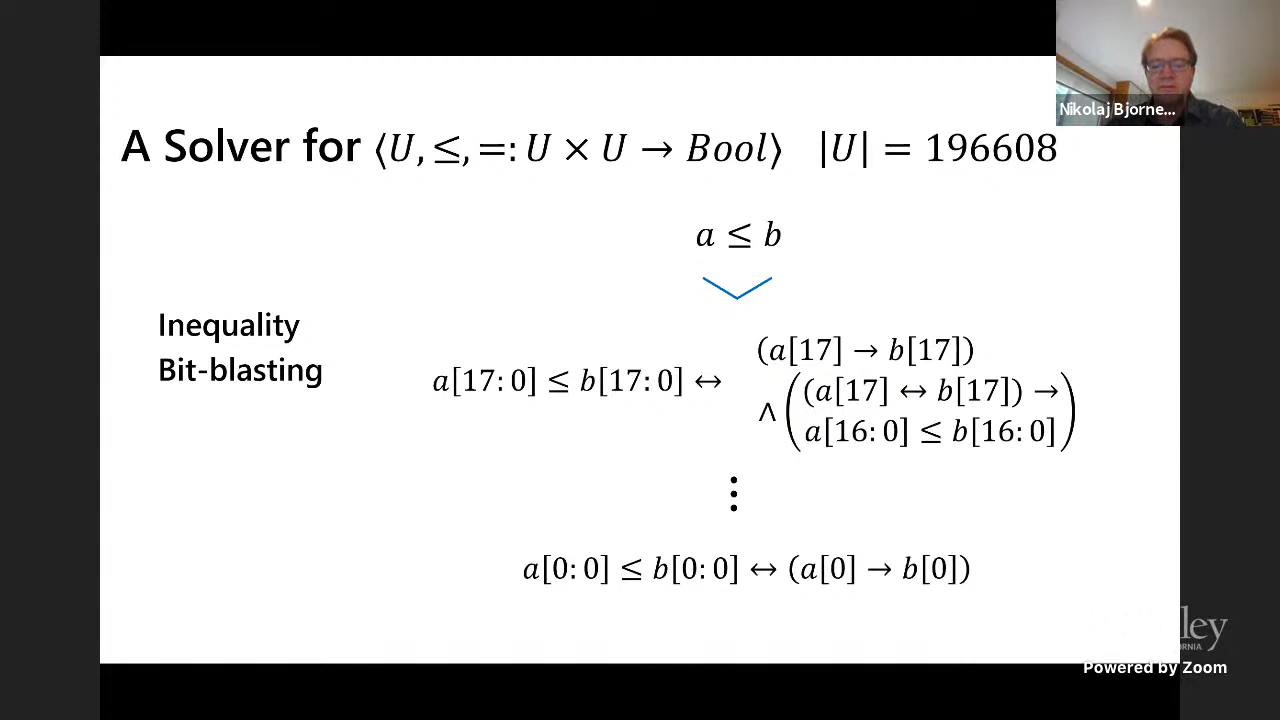 Nikolaj Bjorne...
A Solver for ⟨U, ≤, =: U × U → Bool⟩ |U| = 196608
a ≤ b
Inequality
Bit-blasting
a[17: 0] ≤ b[17: 0] ↔
(a[17] → b[17])
∧ ( (a[17] ↔ b[17]) →
a[16: 0] ≤ b[16: 0] )
⋮
a[0: 0] ≤ b[0: 0] ↔ (a[0] → b[0])
Powered by Zoom